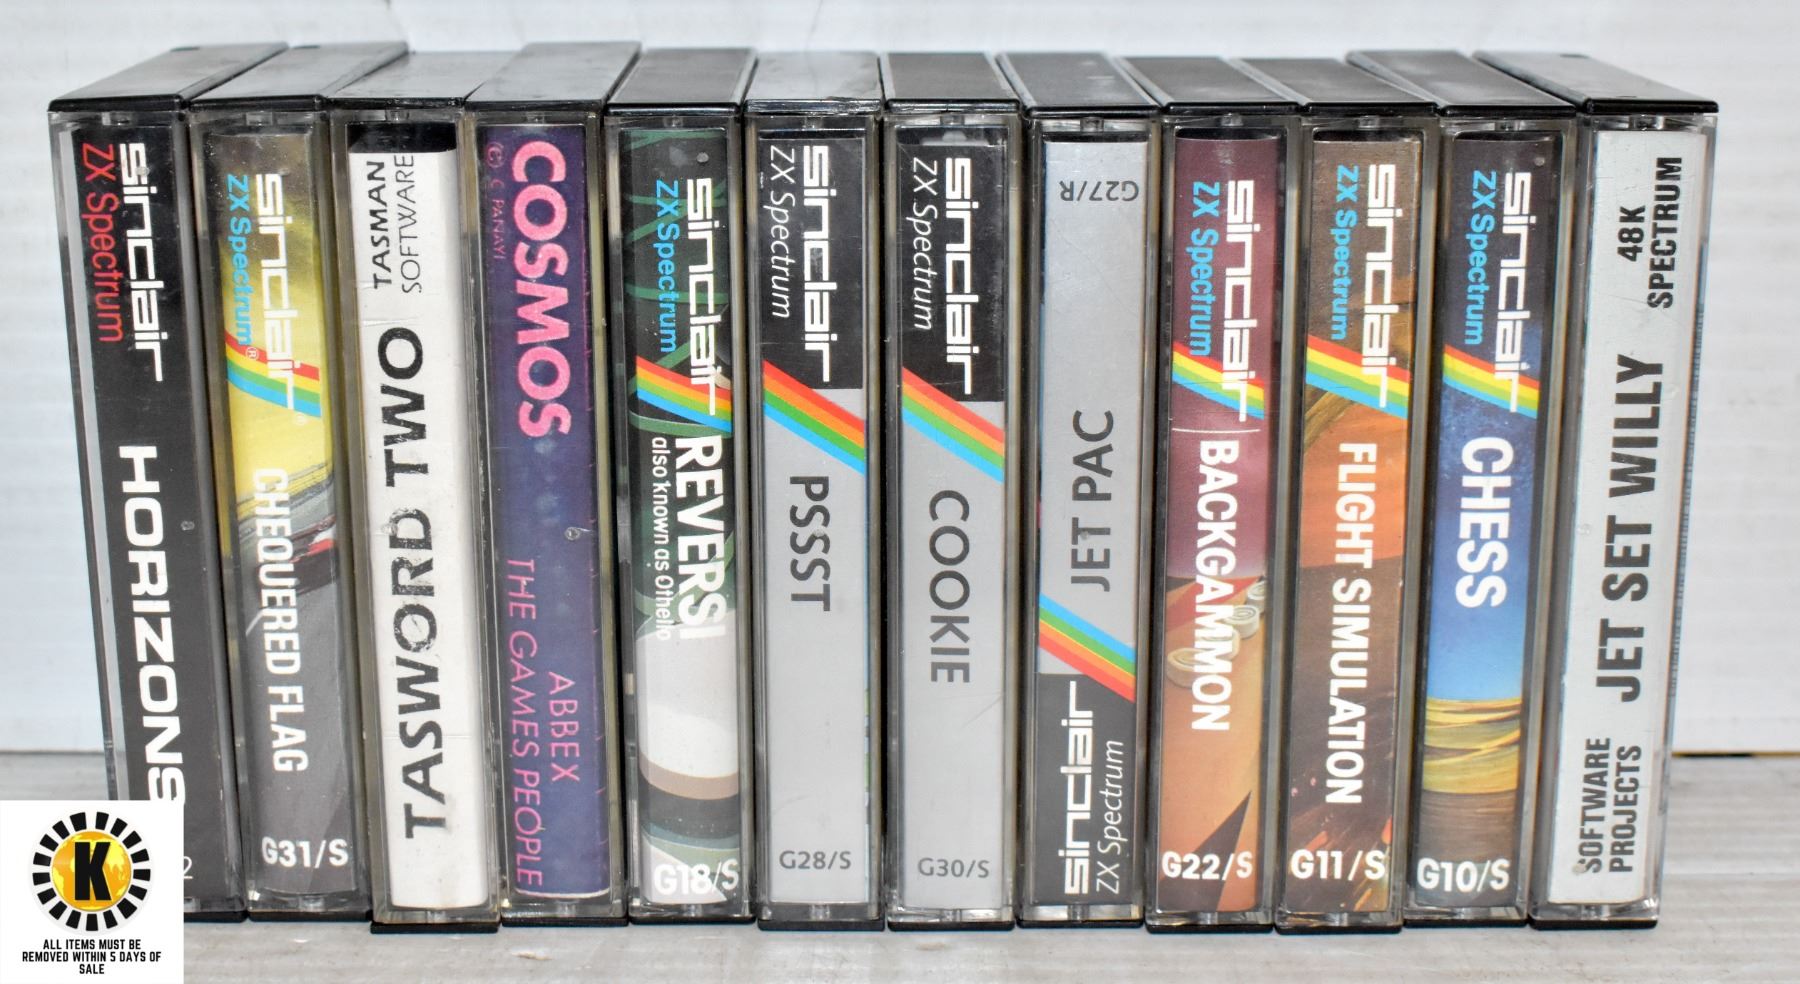 sinclair
ZX Spectrum
HORIZONS
2
sinclair
ZX Spectrum®
CHEQUERED FLAG
G31/S
TASMAN
SOFTWARE
TASWORD TWO
COSMOS
(C) C PANAYI
ABBEX
THE GAMES PEOPLE
sinclair
ZX Spectrum
REVERSI
also known as Othello
G18/S
sinclair
ZX Spectrum
PSSST
G28/S
sinclair
ZX Spectrum
COOKIE
G30/S
G27/R
JET PAC
sinclair
ZX Spectrum
sinclair
ZX Spectrum
BACKGAMMON
G22/S
sinclair
ZX Spectrum
FLIGHT SIMULATION
G11/S
sinclair
ZX Spectrum
CHESS
G10/S
SOFTWARE
PROJECTS
JET SET WILLY
48K
SPECTRUM
K
ALL ITEMS MUST BE
REMOVED WITHIN 5 DAYS OF
SALE